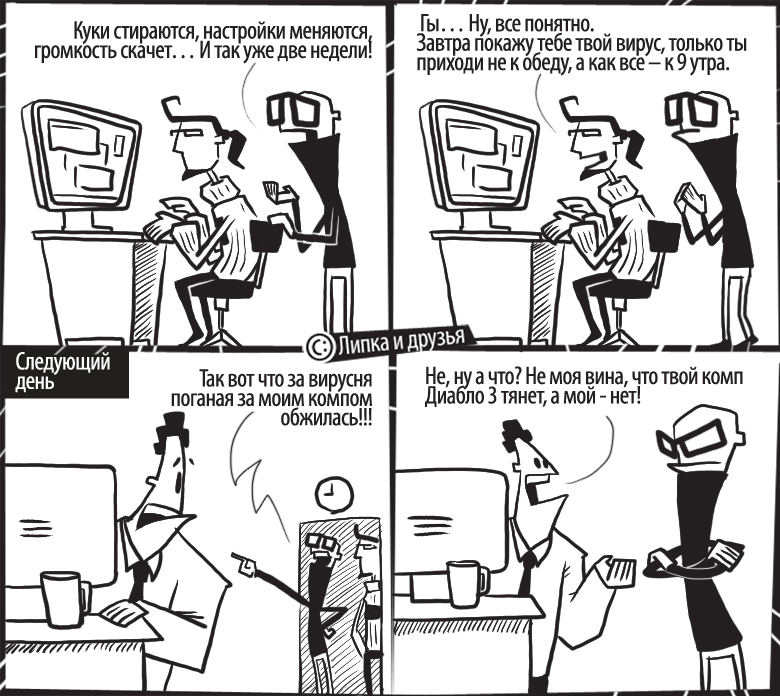 Куки стираются, настройки меняются,
громкость скачет… И так уже две недели!
Гы… Ну, все понятно.
Завтра покажу тебе твой вирус, только ты
приходи не к обеду, а как все – к 9 утра.
Липка и друзья
Следующий
день
Так вот что за вирусня
поганая за моим компом
обжилась!!!
Не, ну а что? Не моя вина, что твой комп
Диабло 3 тянет, а мой - нет!